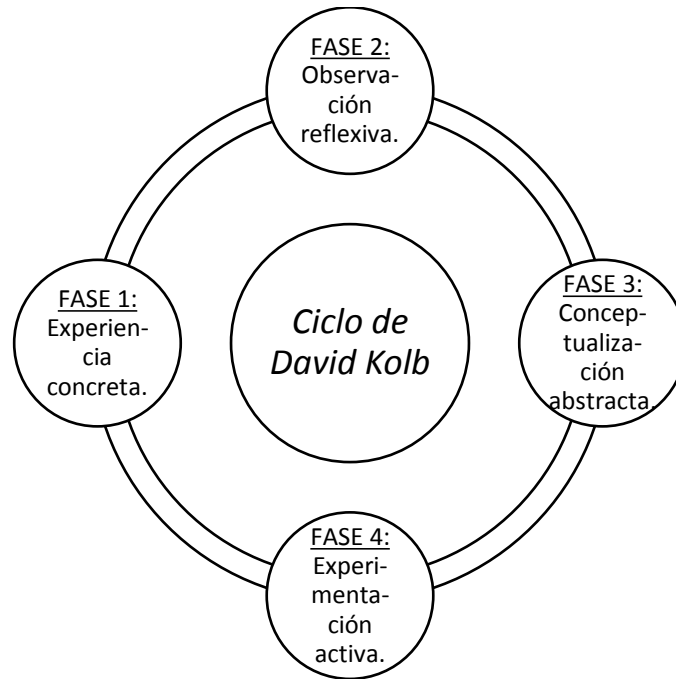 FASE 2:
Observa-
ción
reflexiva.
FASE 1:
Experien-
cia
concreta.
Ciclo de
David Kolb
FASE 3:
Concep-
tualiza-
ción
abstracta.
FASE 4:
Experi-
menta-
ción
activa.